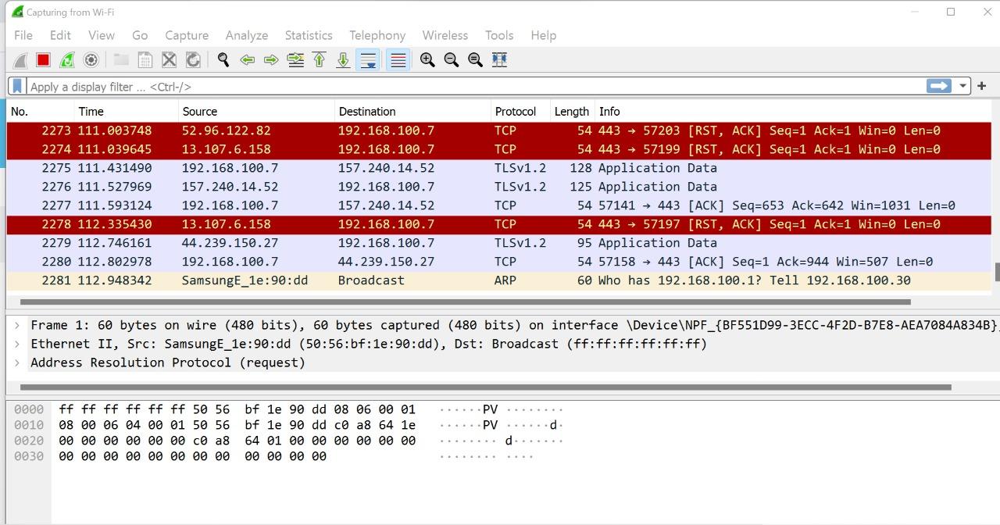 Capturing from Wi-Fi
File Edit View Go Capture Analyze Statistics Telephony Wireless Tools Help
Apply a display filter ... <Ctrl-/>
No. Time Source Destination Protocol Length Info
2273 111.003748 52.96.122.82 192.168.100.7 TCP 54 443 → 57203 [RST, ACK] Seq=1 Ack=1 Win=0 Len=0
2274 111.039645 13.107.6.158 192.168.100.7 TCP 54 443 → 57199 [RST, ACK] Seq=1 Ack=1 Win=0 Len=0
2275 111.431490 192.168.100.7 157.240.14.52 TLSv1.2 128 Application Data
2276 111.527969 157.240.14.52 192.168.100.7 TLSv1.2 125 Application Data
2277 111.593124 192.168.100.7 157.240.14.52 TCP 54 57141 → 443 [ACK] Seq=653 Ack=642 Win=1031 Len=0
2278 112.335430 13.107.6.158 192.168.100.7 TCP 54 443 → 57197 [RST, ACK] Seq=1 Ack=1 Win=0 Len=0
2279 112.746161 44.239.150.27 192.168.100.7 TLSv1.2 95 Application Data
2280 112.802978 192.168.100.7 44.239.150.27 TCP 54 57158 → 443 [ACK] Seq=1 Ack=944 Win=507 Len=0
2281 112.948342 SamsungE_1e:90:dd Broadcast ARP 60 Who has 192.168.100.1? Tell 192.168.100.30
Frame 1: 60 bytes on wire (480 bits), 60 bytes captured (480 bits) on interface \Device\NPF_{BF551D99-3ECC-4F2D-B7E8-AEA7084A834B},
Ethernet II, Src: SamsungE_1e:90:dd (50:56:bf:1e:90:dd), Dst: Broadcast (ff:ff:ff:ff:ff:ff)
Address Resolution Protocol (request)
0000 ff ff ff ff ff ff 50 56 bf 1e 90 dd 08 06 00 01 ······PV ········
0010 08 00 06 04 00 01 50 56 bf 1e 90 dd c0 a8 64 1e ······PV ······d·
0020 00 00 00 00 00 00 c0 a8 64 01 00 00 00 00 00 00 ········ d·······
0030 00 00 00 00 00 00 00 00 00 00 00 00 ········ ····